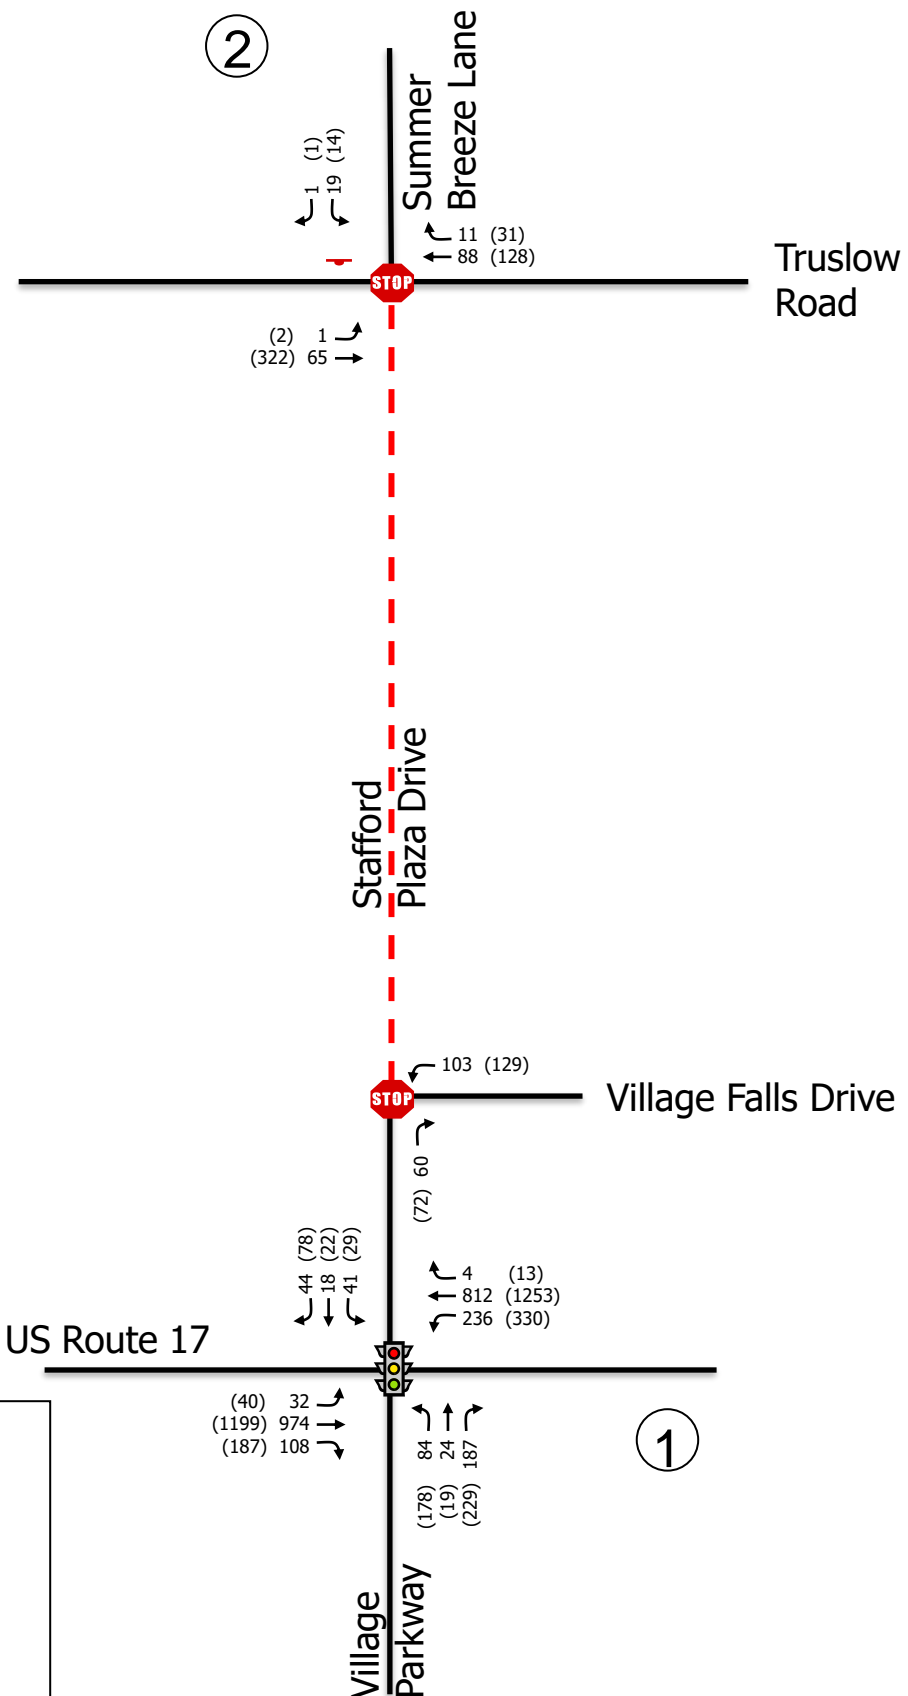 2
Summer
Breeze Lane
1 (1)
19 (14)
11 (31)
88 (128)
Truslow
Road
STOP
(2) 1
(322) 65
Stafford
Plaza Drive
103 (129)
STOP
Village Falls Drive
(72) 60
44 (78)
18 (22)
41 (29)
4 (13)
812 (1253)
236 (330)
US Route 17
(40) 32
(1199) 974
(187) 108
(178) 84
(19) 24
(229) 187
1
Village
Parkway